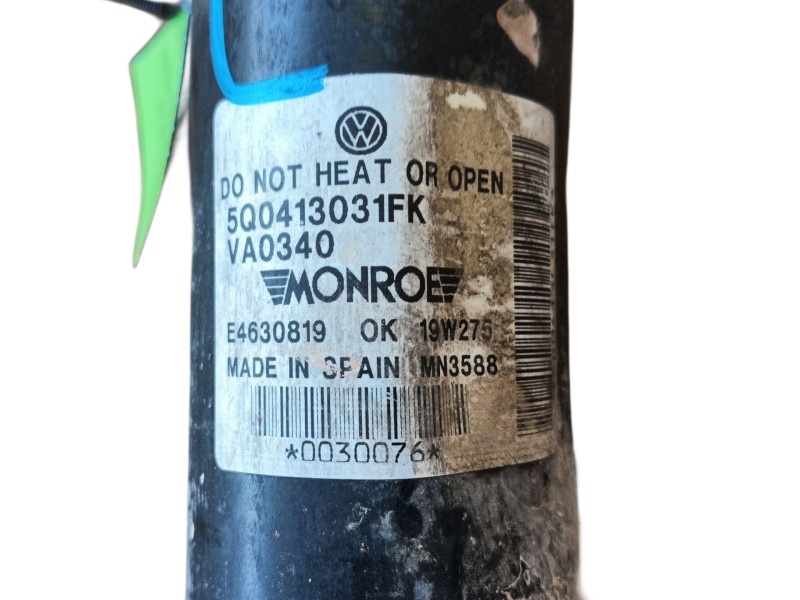 DO NOT HEAT OR OPEN
5Q0413031FK
VA0340
MONROE
E4630819 OK 19W275
MADE IN SPAIN MN3588
*0030076*